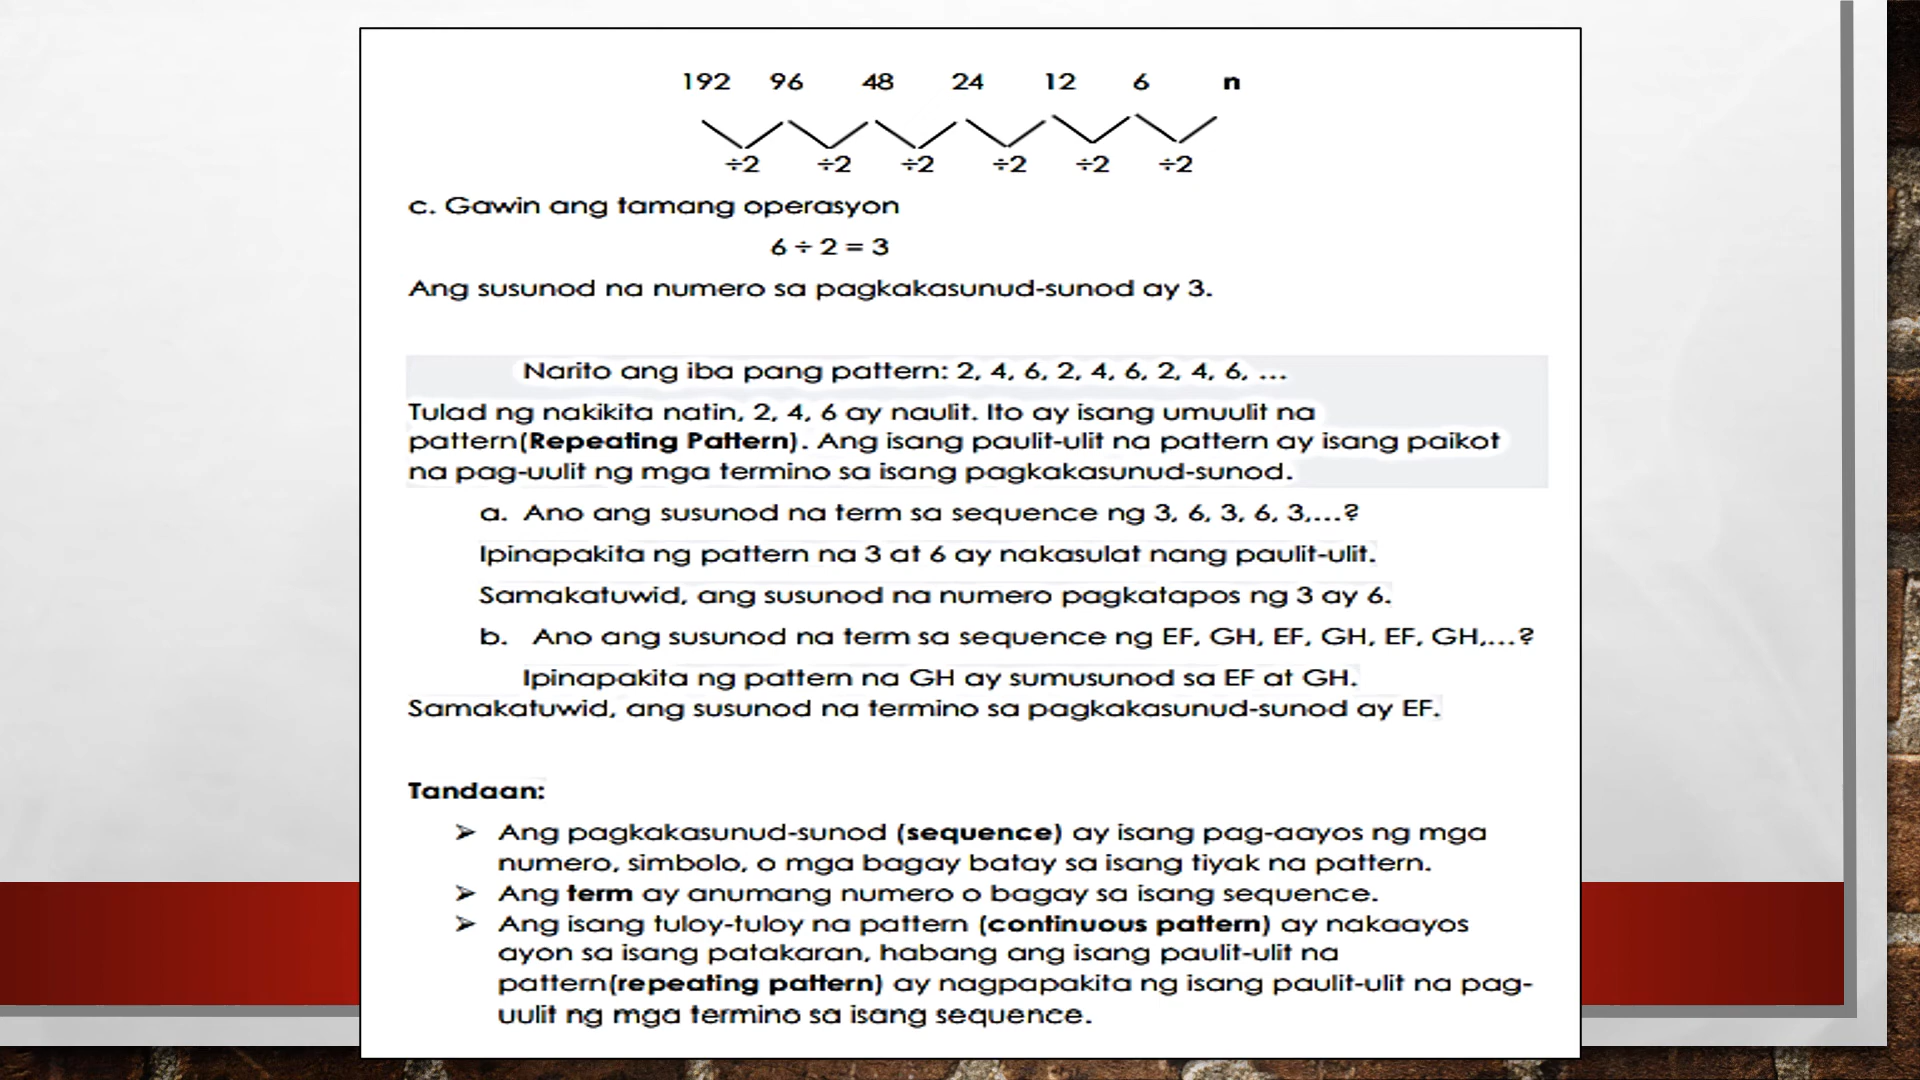 192 96 48 24 12 6 n
÷2 ÷2 ÷2 ÷2 ÷2 ÷2
c. Gawin ang tamang operasyon
6 ÷ 2 = 3
Ang susunod na numero sa pagkakasunud-sunod ay 3.
Narito ang iba pang pattern: 2, 4, 6, 2, 4, 6, 2, 4, 6, ...
Tulad ng nakikita natin, 2, 4, 6 ay naulit. Ito ay isang umuulit na
pattern(Repeating Pattern). Ang isang paulit-ulit na pattern ay isang paikot
na pag-uulit ng mga termino sa isang pagkakasunud-sunod.
a. Ano ang susunod na term sa sequence ng 3, 6, 3, 6, 3,...?
Ipinapakita ng pattern na 3 at 6 ay nakasulat nang paulit-ulit.
Samakatuwid, ang susunod na numero pagkatapos ng 3 ay 6.
b. Ano ang susunod na term sa sequence ng EF, GH, EF, GH, EF, GH,...?
Ipinapakita ng pattern na GH ay sumusunod sa EF at GH.
Samakatuwid, ang susunod na termino sa pagkakasunud-sunod ay EF.
Tandaan:
➢ Ang pagkakasunud-sunod (sequence) ay isang pag-aayos ng mga
numero, simbolo, o mga bagay batay sa isang tiyak na pattern.
➢ Ang term ay anumang numero o bagay sa isang sequence.
➢ Ang isang tuloy-tuloy na pattern (continuous pattern) ay nakaayos
ayon sa isang patakaran, habang ang isang paulit-ulit na
pattern(repeating pattern) ay nagpapakita ng isang paulit-ulit na pag-
uulit ng mga termino sa isang sequence.